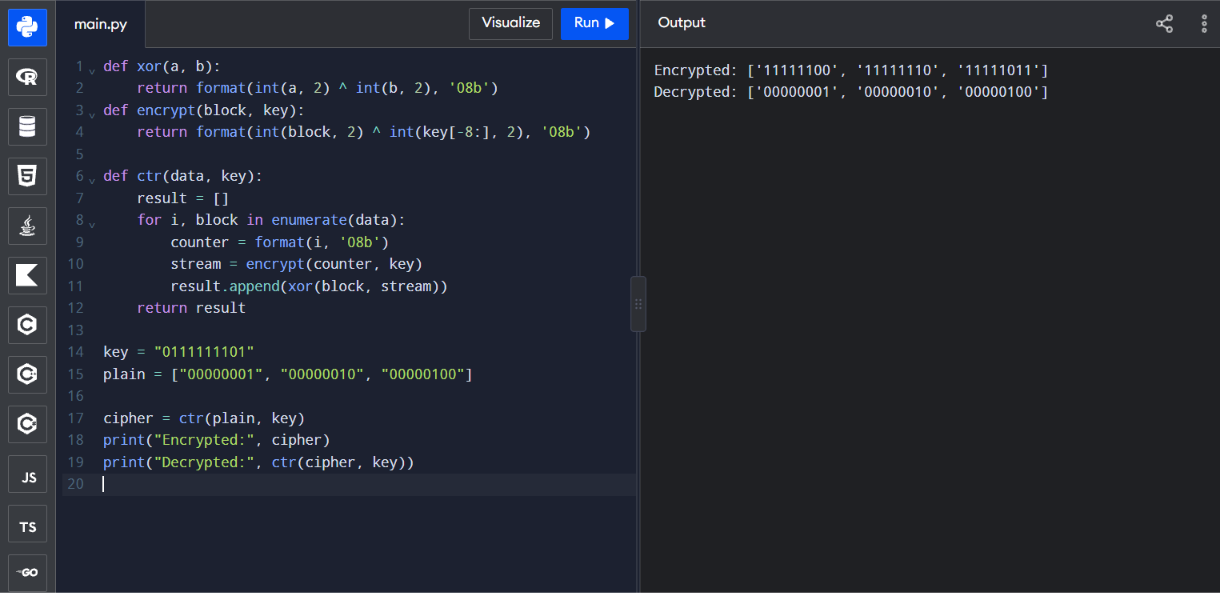 main.py
Visualize
Run
Output
1 def xor(a, b):
2     return format(int(a, 2) ^ int(b, 2), '08b')
3 def encrypt(block, key):
4     return format(int(block, 2) ^ int(key[-8:], 2), '08b')
5
6 def ctr(data, key):
7     result = []
8     for i, block in enumerate(data):
9         counter = format(i, '08b')
10         stream = encrypt(counter, key)
11         result.append(xor(block, stream))
12     return result
13
14 key = "0111111101"
15 plain = ["00000001", "00000010", "00000100"]
16
17 cipher = ctr(plain, key)
18 print("Encrypted:", cipher)
19 print("Decrypted:", ctr(cipher, key))
20
Encrypted: ['11111100', '11111110', '11111011']
Decrypted: ['00000001', '00000010', '00000100']
R
5
C
C
C
JS
TS
GO